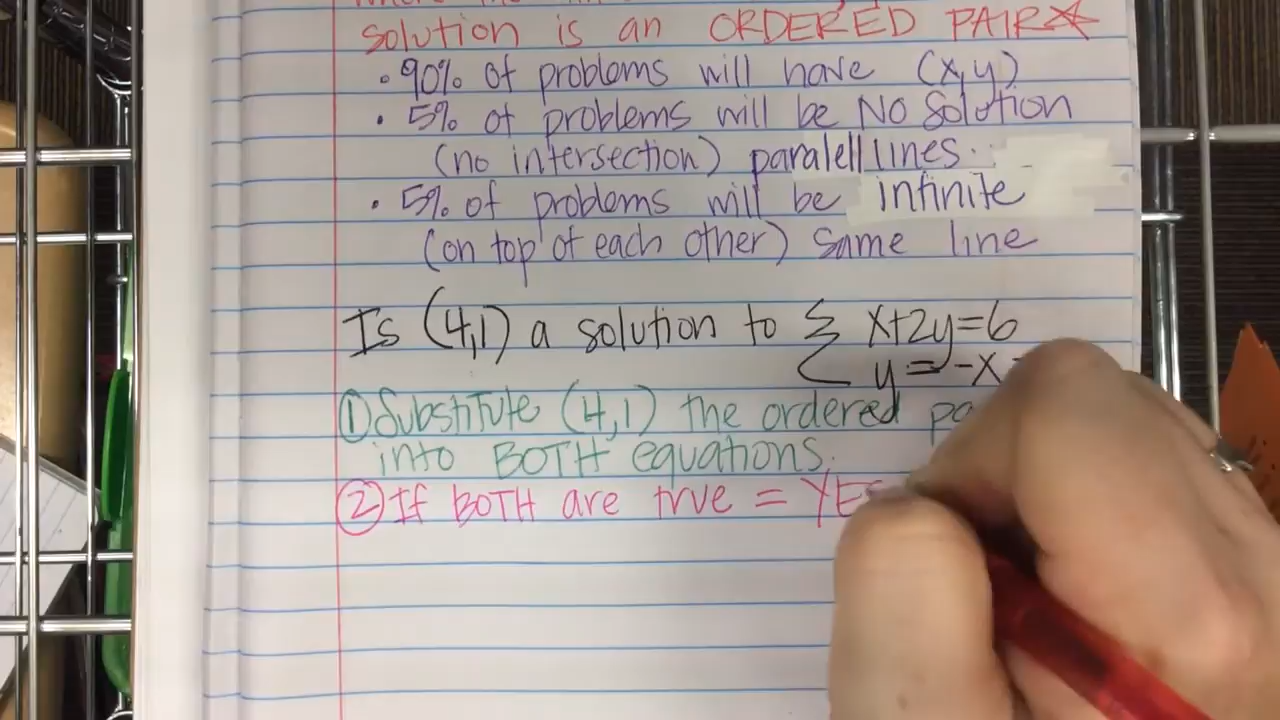 solution is an ORDERED PAIR
• 90% of problems will have (x,y)
• 5% of problems will be NO Solution
(no intersection) paralell lines.
• 5% of problems will be infinite
(on top of each other) same line
Is (4,1) a solution to { x+2y=6
y=-x
① Substitute (4,1) the ordered
into BOTH equations.
② If BOTH are true = YES